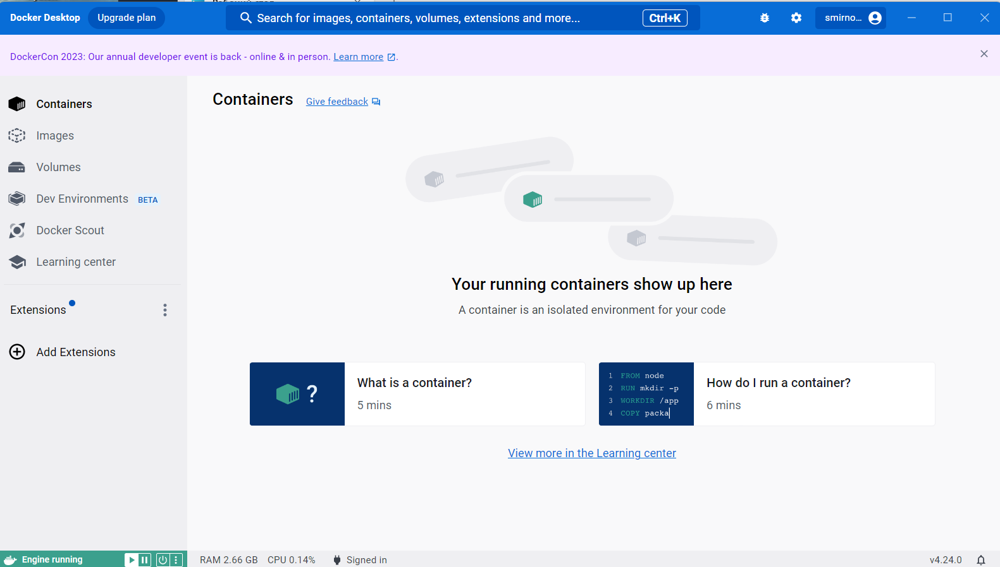 Docker Desktop
Upgrade plan
Search for images, containers, volumes, extensions and more...
Ctrl+K
smirno...
DockerCon 2023: Our annual developer event is back - online & in person. Learn more .
Containers
Images
Volumes
Dev Environments BETA
Docker Scout
Learning center
Extensions
Add Extensions
Containers
Give feedback
Your running containers show up here
A container is an isolated environment for your code
?
What is a container?
5 mins
1 FROM node
2 RUN mkdir -p
3 WORKDIR /app
4 COPY packa
How do I run a container?
6 mins
View more in the Learning center
Engine running
RAM 2.66 GB CPU 0.14%
Signed in
v4.24.0